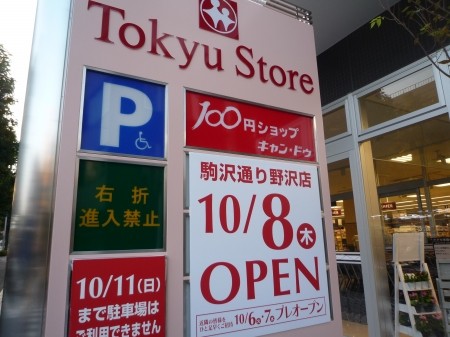 Tokyu Store
P
100円ショップ
キャン・ドゥ
右折
進入禁止
駒沢通り野沢店
10/8(木)
OPEN
10/6㊋・7㊌プレオープン
10/11(日)
まで駐車場は
ご利用できません